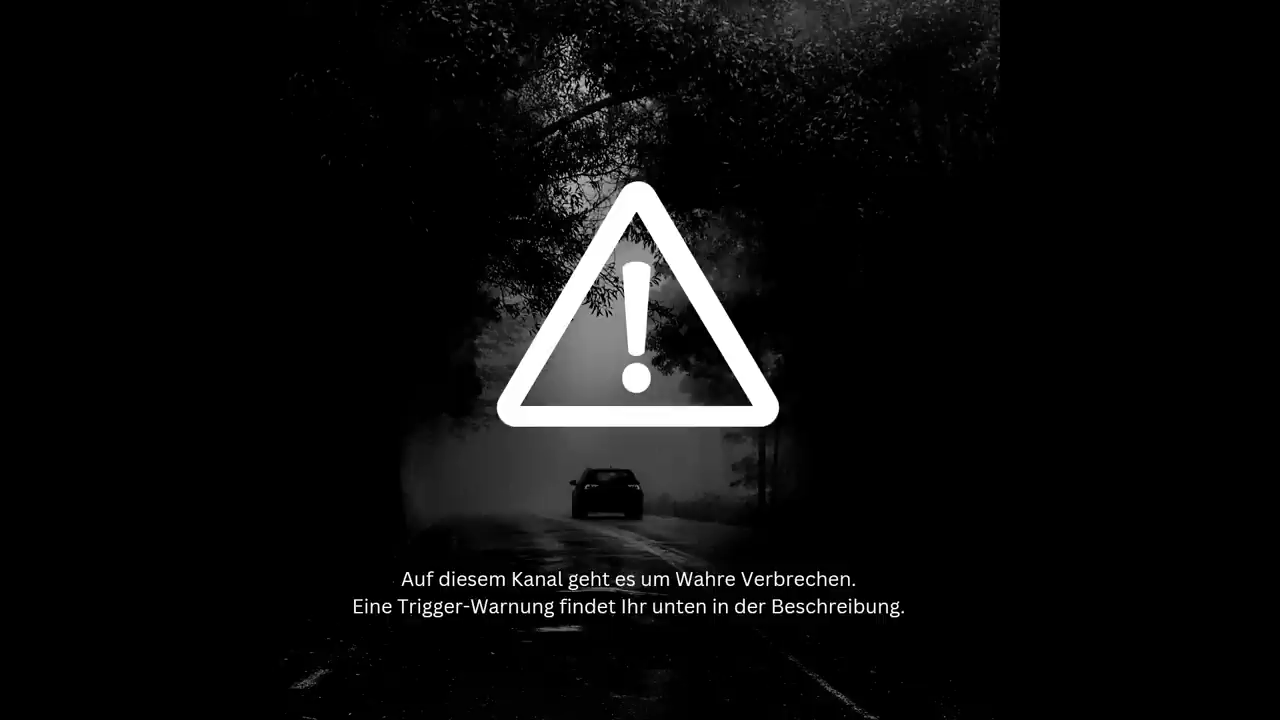 Auf diesem Kanal geht es um Wahre Verbrechen.
Eine Trigger-Warnung findet Ihr unten in der Beschreibung.